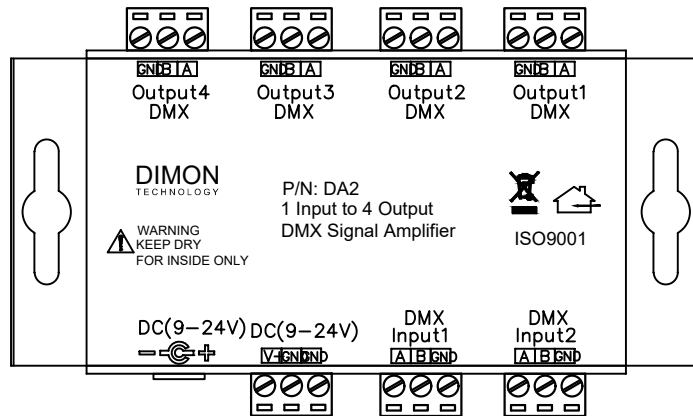 GND B A
GND B A
GND B A
GND B A
Output4
DMX
Output3
DMX
Output2
DMX
Output1
DMX
DIMON
TECHNOLOGY
P/N: DA2
1 Input to 4 Output
DMX Signal Amplifier
WARNING
KEEP DRY
FOR INSIDE ONLY
ISO9001
DC(9-24V)
- C +
DC(9-24V)
V+ GND GND
DMX
Input1
A B GND
DMX
Input2
A B GND